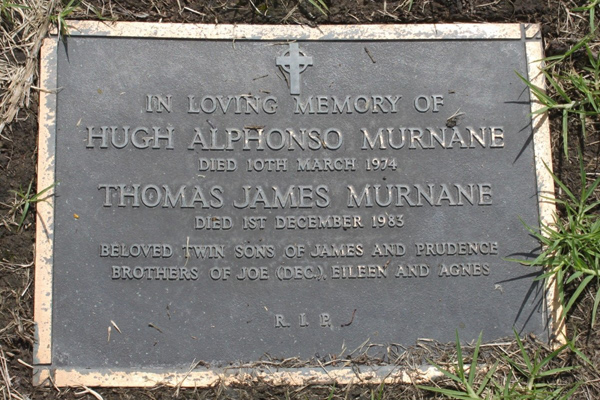 IN LOVING MEMORY OF
HUGH ALPHONSO MURNANE
DIED 10TH MARCH 1974
THOMAS JAMES MURNANE
DIED 1ST DECEMBER 1983
BELOVED TWIN SONS OF JAMES AND PRUDENCE
BROTHERS OF JOE (DEC.), EILEEN AND AGNES
R. I. P.